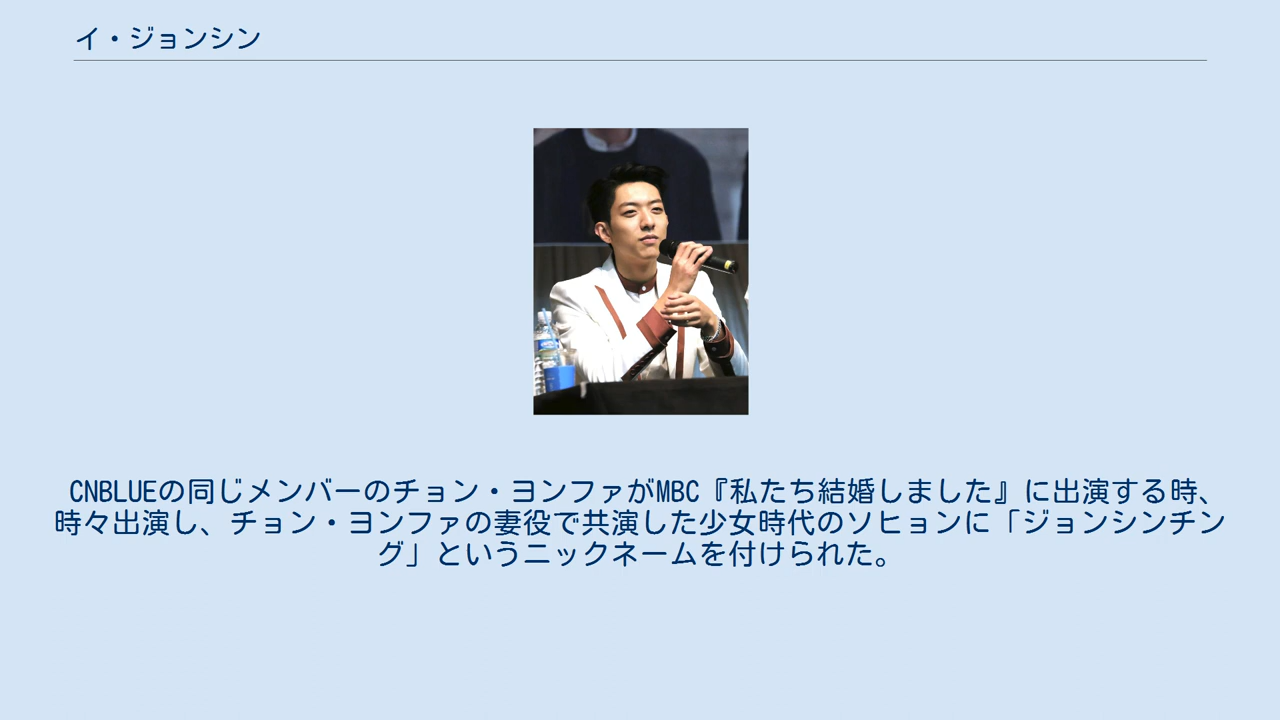 イ・ジョンシン
CNBLUEの同じメンバーのチョン・ヨンファがMBC『私たち結婚しました』に出演する時、
時々出演し、チョン・ヨンファの妻役で共演した少女時代のソヒョンに「ジョンシンチン
グ」というニックネームを付けられた。